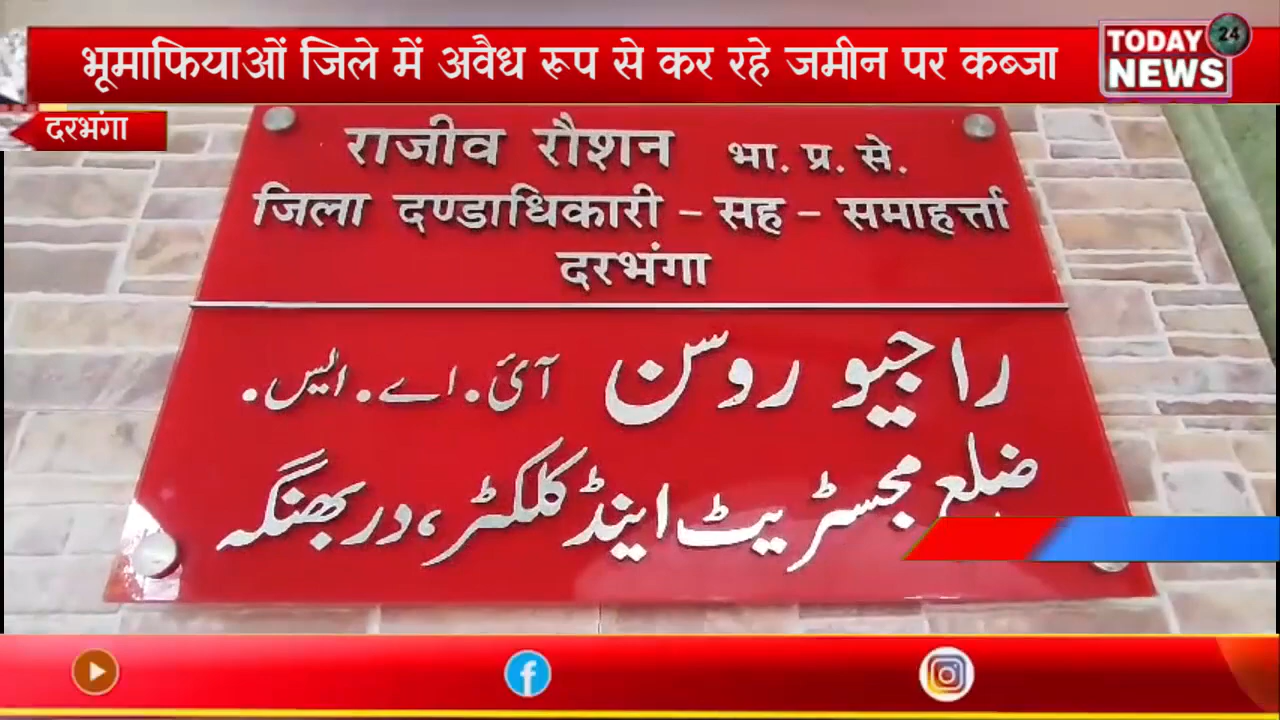 भूमाफियाओं जिले में अवैध रूप से कर रहे जमीन पर कब्जा
TODAY 24
NEWS
दरभंगा
राजीव रौशन भा. प्र. से.
जिला दण्डाधिकारी - सह - समाहर्त्ता
दरभंगा
راجیو روسن آئ. اے. ایس.
ضلع مجسٹریٹ اینڈ کلکٹر، دربھنگہ